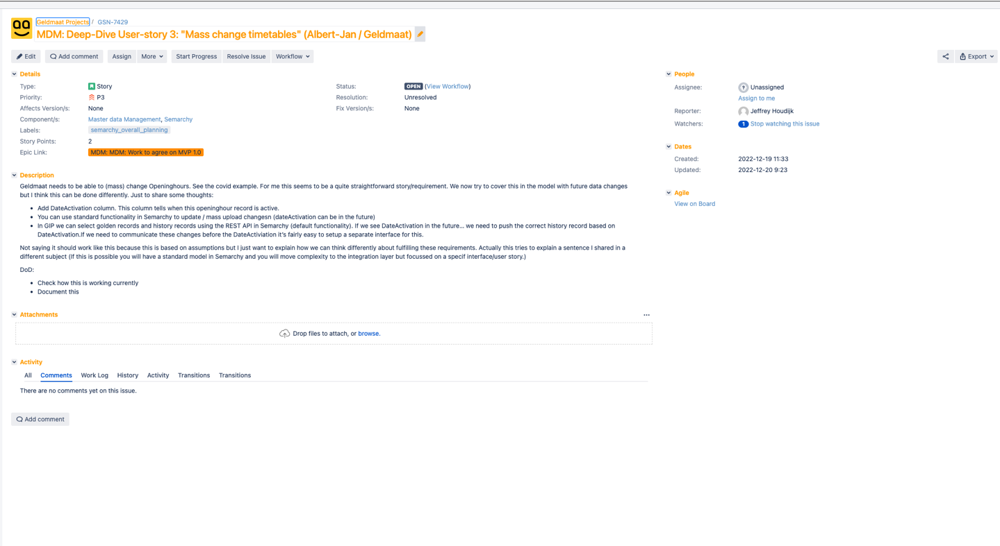 Geldmaat Projects / GSN-7429
MDM: Deep-Dive User-story 3: "Mass change timetables" (Albert-Jan / Geldmaat)
Edit Add comment Assign More Start Progress Resolve Issue Workflow Export
Details
Type: Story
Priority: P3
Affects Version/s: None
Component/s: Master data Management, Semarchy
Labels: semarchy_overall_planning
Story Points: 2
Epic Link: MDM: MDM: Work to agree on MVP 1.0
Status: OPEN (View Workflow)
Resolution: Unresolved
Fix Version/s: None
Description
Geldmaat needs to be able to (mass) change Openinghours. See the covid example. For me this seems to be a quite straightforward story/requirement. We now try to cover this in the model with future data changes
but I think this can be done differently. Just to share some thoughts:
• Add DateActivation column. This column tells when this openinghour record is active.
• You can use standard functionality in Semarchy to update / mass upload changesn (dateActivation can be in the future)
• In GIP we can select golden records and history records using the REST API in Semarchy (default functionality). If we see DateActivation in the future... we need to push the correct history record based on
DateActivation.If we need to communicate these changes before the DateActiviation it's fairly easy to setup a separate interface for this.
Not saying it should work like this because this is based on assumptions but I just want to explain how we can think differently about fulfilling these requirements. Actually this tries to explain a sentence I shared in a
different subject (If this is possible you will have a standard model in Semarchy and you will move complexity to the integration layer but focussed on a specif interface/user story.)
DoD:
• Check how this is working currently
• Document this
Attachments
Drop files to attach, or browse.
Activity
All Comments Work Log History Activity Transitions Transitions
There are no comments yet on this issue.
Add comment
People
Assignee: Unassigned
Assign to me
Reporter: Jeffrey Houdijk
Watchers: 1 Stop watching this issue
Dates
Created: 2022-12-19 11:33
Updated: 2022-12-20 9:23
Agile
View on Board